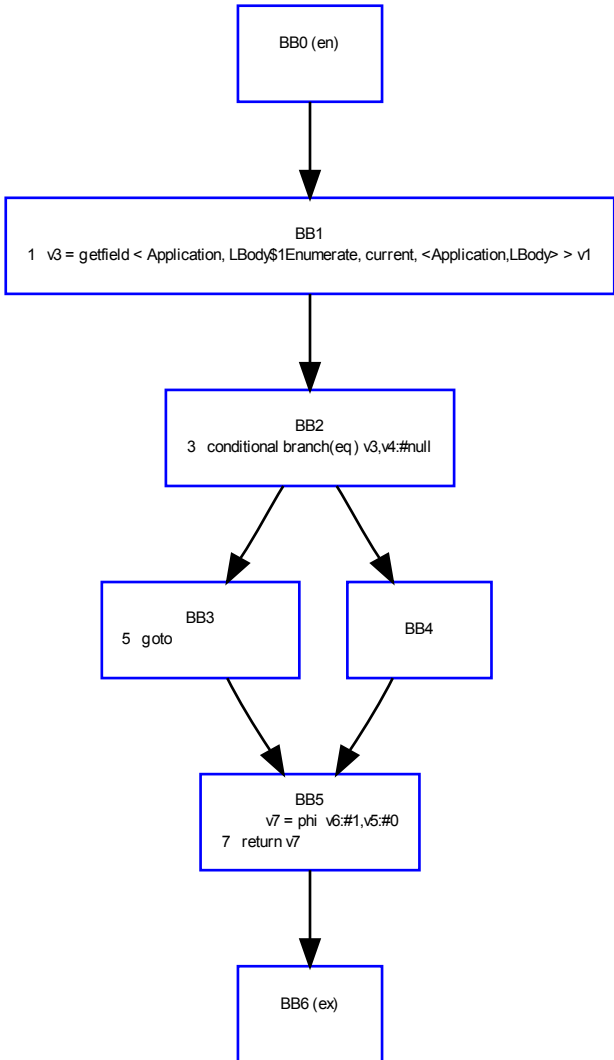 BB0 (en)
BB1
1 v3 = getfield < Application, LBody$1Enumerate, current, <Application,LBody> > v1
BB2
3 conditional branch(eq) v3,v4:#null
BB3
5 goto
BB4
BB5
v7 = phi v6:#1,v5:#0
7 return v7
BB6 (ex)